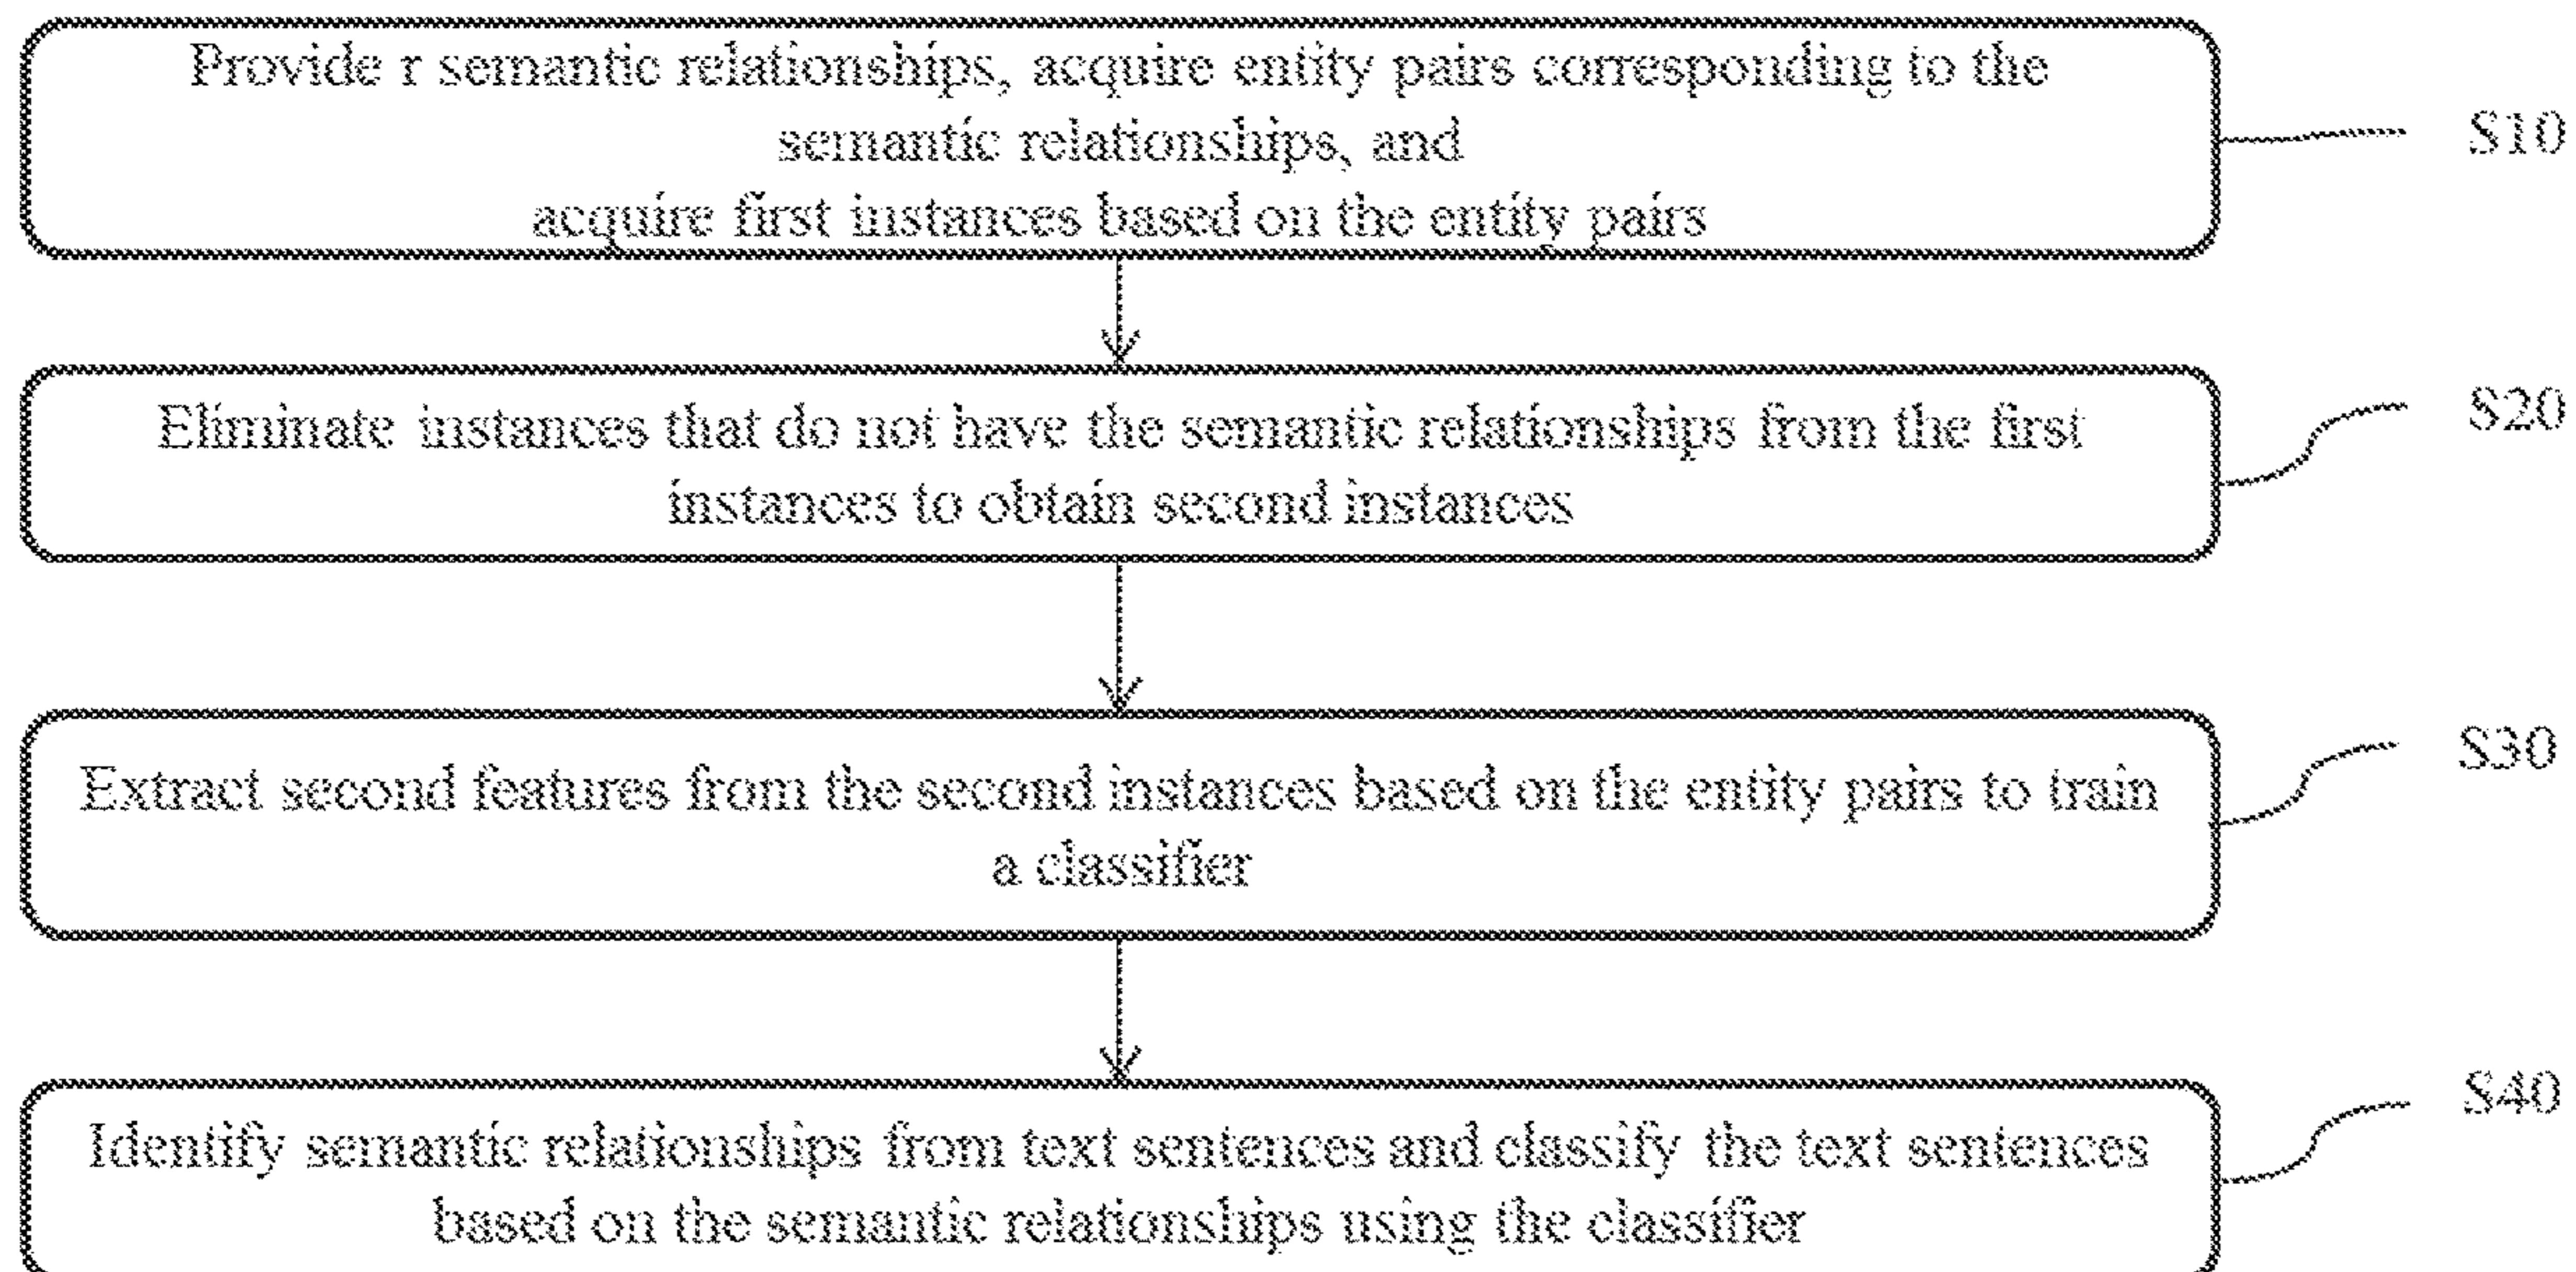 Provide r semantic relationships, acquire entity pairs corresponding to the
semantic relationships, and
acquire first instances based on the entity pairs
S10
Eliminate instances that do not have the semantic relationships from the first
instances to obtain second instances
S20
Extract second features from the second instances based on the entity pairs to train
a classifier
S30
Identify semantic relationships from text sentences and classify the text sentences
based on the semantic relationships using the classifier
S40